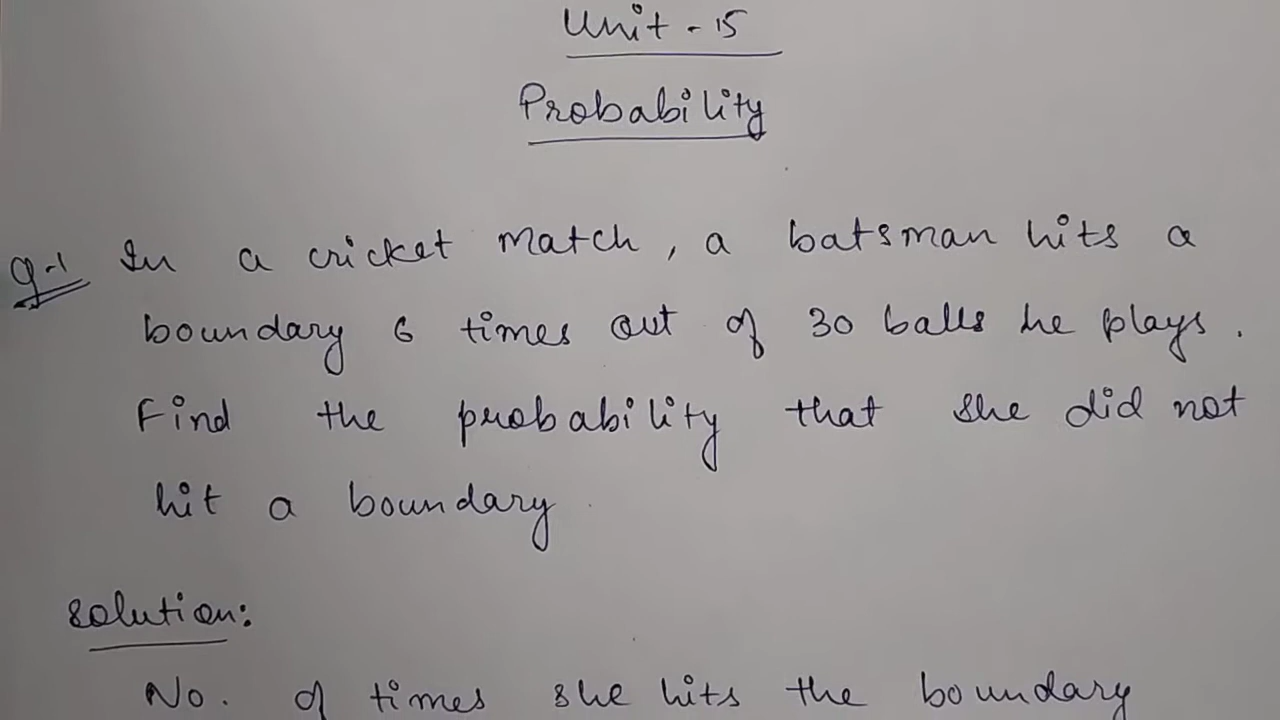 Unit - 15
Probability
Q-1 In a cricket match, a batsman hits a
boundary 6 times out of 30 balls he plays.
Find the probability that she did not
hit a boundary
Solution:
No. of times she hits the boundary